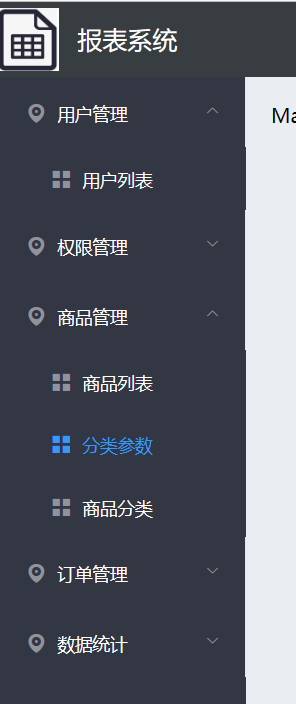 报表系统
用户管理
Ma
用户列表
权限管理
商品管理
商品列表
分类参数
商品分类
订单管理
数据统计